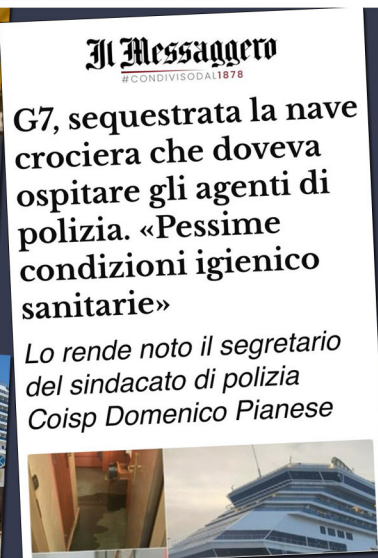 Il Messaggero
#CONDIVISODAL1878
G7, sequestrata la nave
crociera che doveva
ospitare gli agenti di
polizia. «Pessime
condizioni igienico
sanitarie»
Lo rende noto il segretario
del sindacato di polizia
Coisp Domenico Pianese